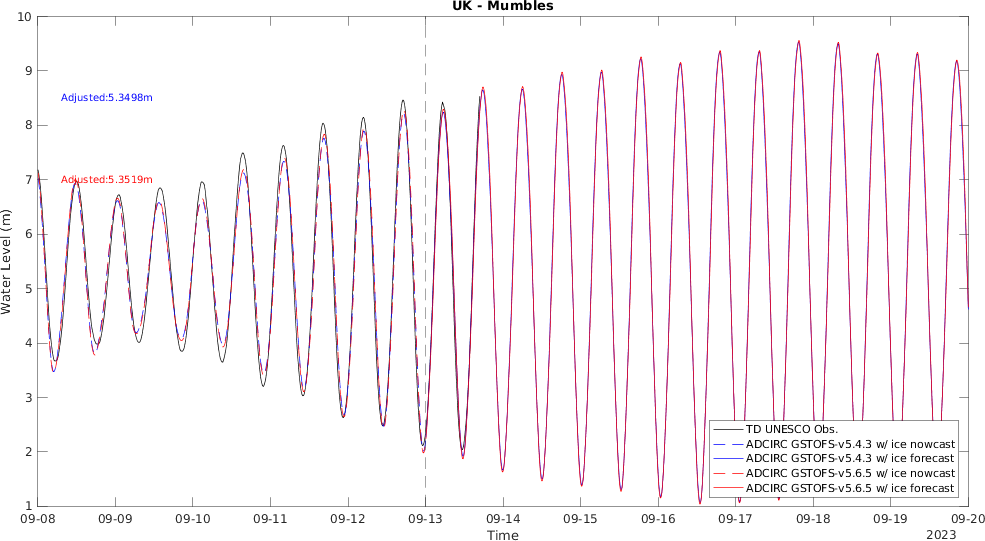 UK - Mumbles
10
9
8
7
6
5
4
3
2
1
Water Level (m)
Adjusted:5.3498m
Adjusted:5.3519m
TD UNESCO Obs.
ADCIRC GSTOFS-v5.4.3 w/ ice nowcast
ADCIRC GSTOFS-v5.4.3 w/ ice forecast
ADCIRC GSTOFS-v5.6.5 w/ ice nowcast
ADCIRC GSTOFS-v5.6.5 w/ ice forecast
09-08 09-09 09-10 09-11 09-12 09-13 09-14 09-15 09-16 09-17 09-18 09-19 09-20
Time
2023